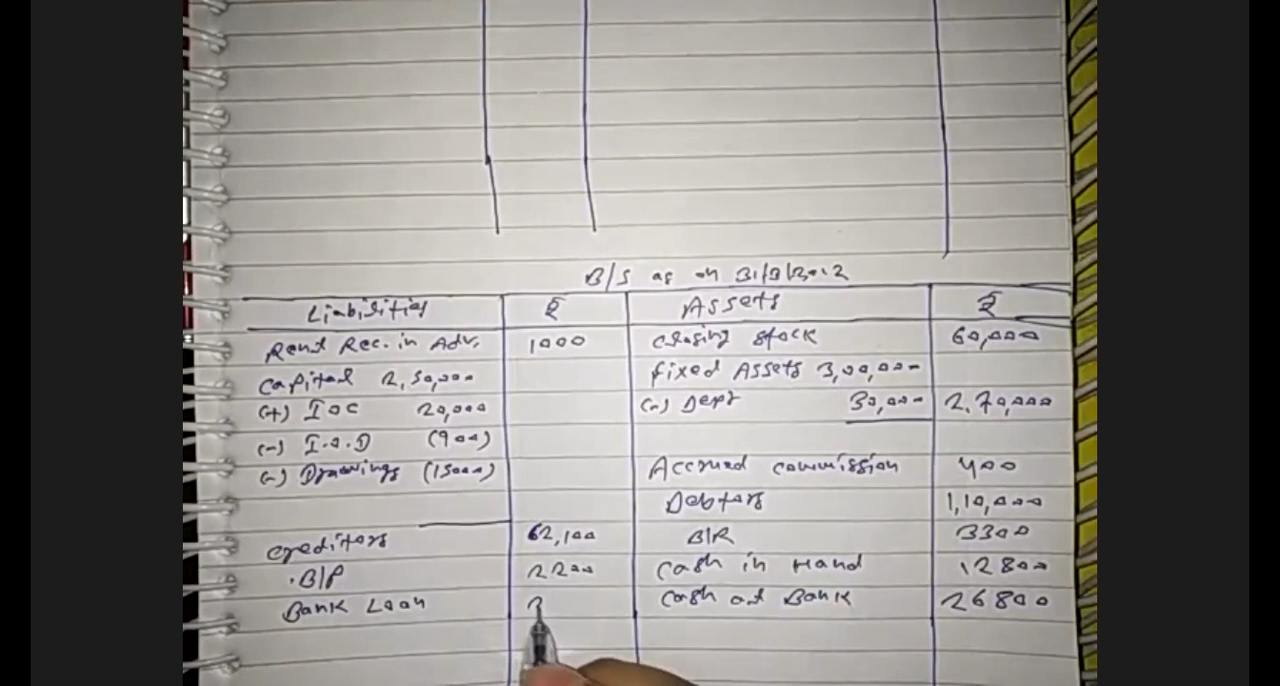 B/S as on 31/3/2012
Liabilities ₹ Assets ₹
Rent Rec. in Adv. 1000 closing stock 60,000
Capital 2,50,000 fixed Assets 3,00,000
(+) IOC 20,000 (-) Dept 30,000 2,70,000
(-) I.O.D (900)
(-) Drawings (15000) Accrued commission 400
Debtors 1,10,000
creditors 62,100 B/R 3300
B/P 2200 Cash in Hand 12800
Bank Loan Cash at Bank 26800